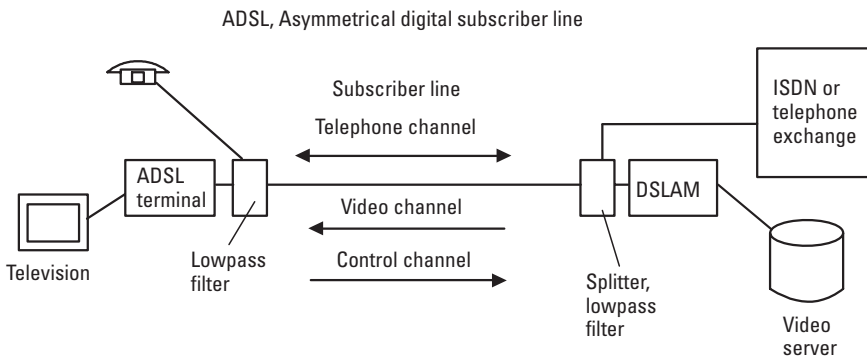 ADSL, Asymmetrical digital subscriber line
Subscriber line
Telephone channel
ISDN or
telephone
exchange
ADSL
terminal
DSLAM
Video channel
Television
Lowpass
filter
Control channel
Splitter,
lowpass
filter
Video
server